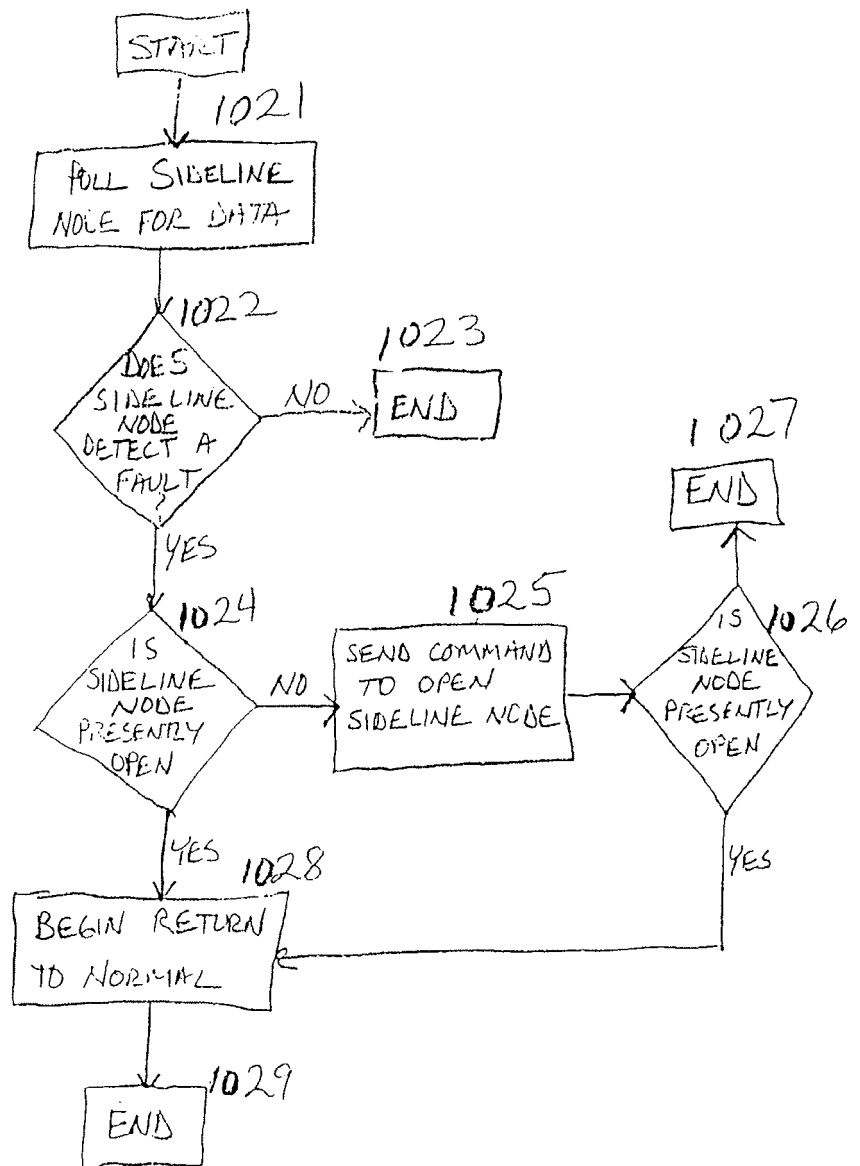 START
1021
POLL SIDELINE
NODE FOR DATA
1022
DOES
SIDELINE
NODE
DETECT A
FAULT
?
NO
1023
END
YES
1024
IS
SIDELINE
NODE
PRESENTLY
OPEN
NO
1025
SEND COMMAND
TO OPEN
SIDELINE NODE
1026
IS
SIDELINE
NODE
PRESENTLY
OPEN
1027
END
YES
YES
1028
BEGIN RETURN
TO NORMAL
1029
END